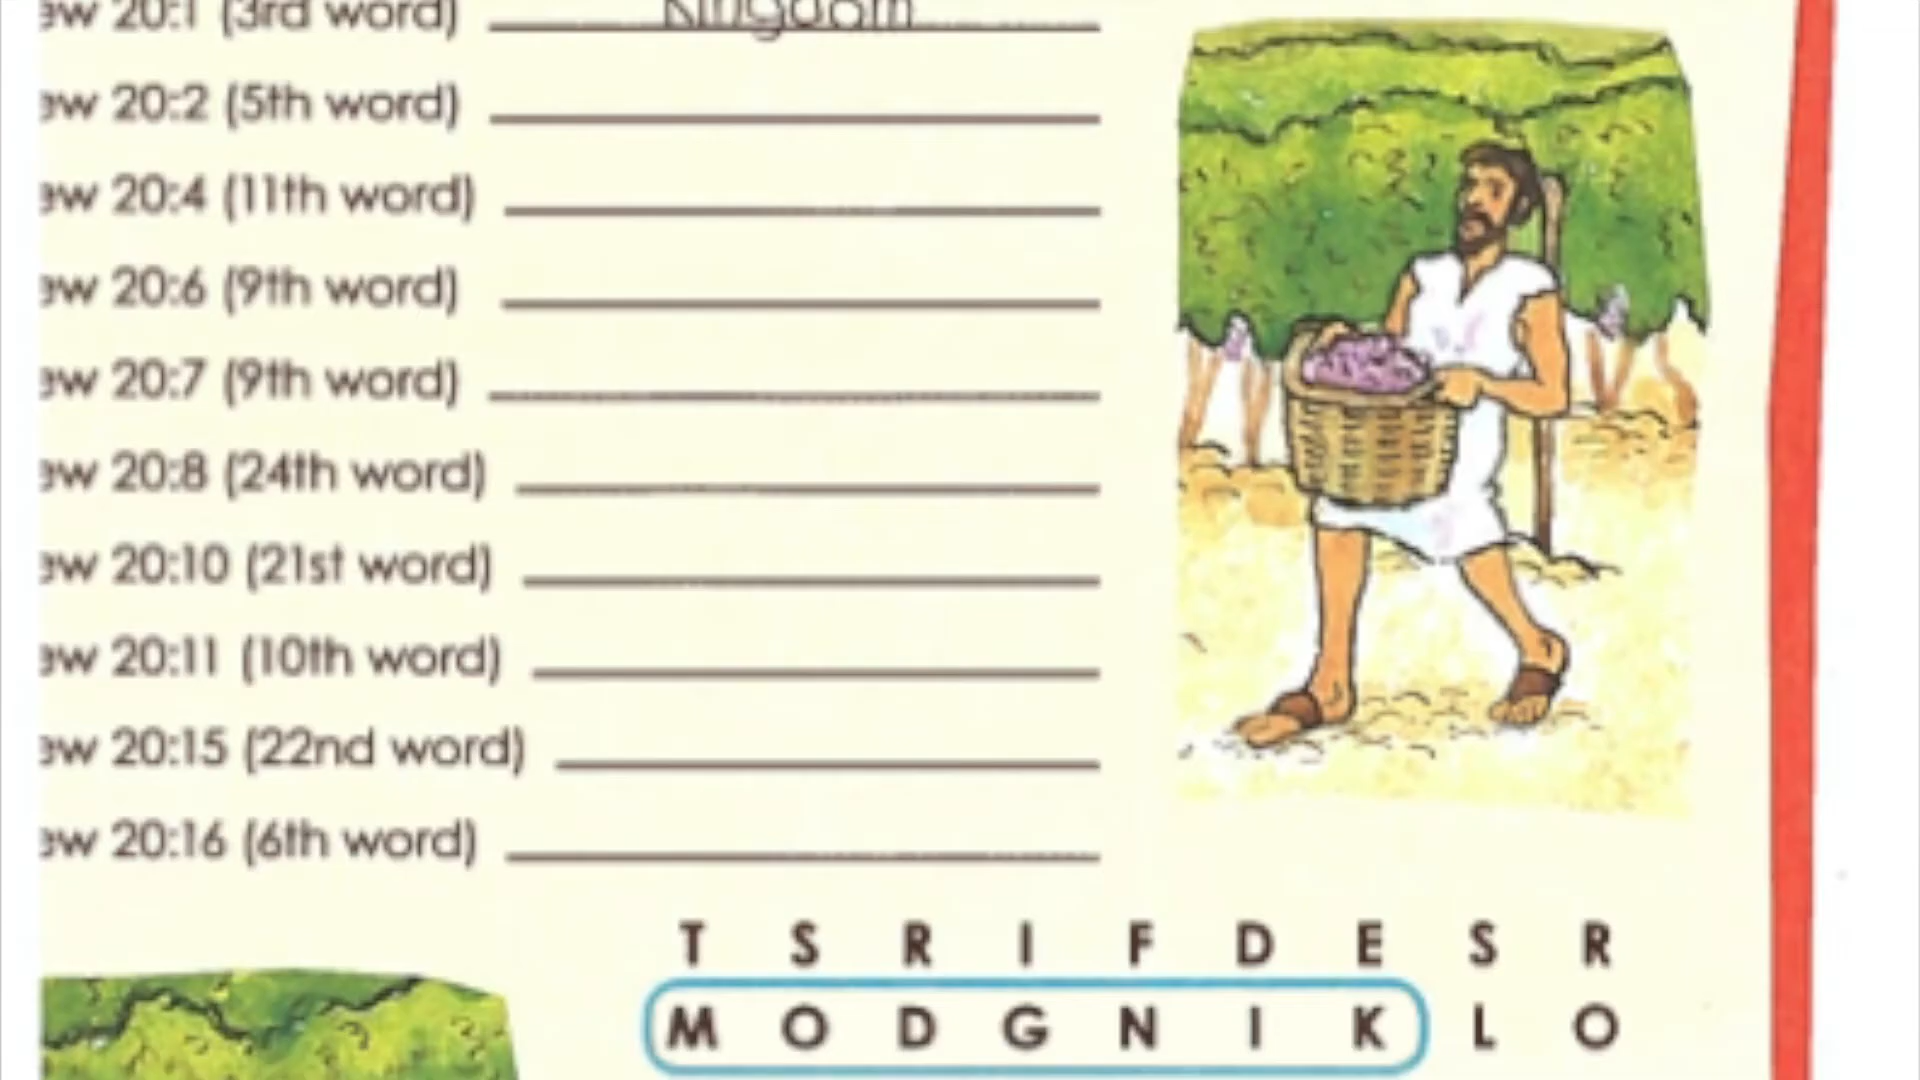 ew 20:1 (3rd word) Kingdom
ew 20:2 (5th word)
ew 20:4 (11th word)
ew 20:6 (9th word)
ew 20:7 (9th word)
ew 20:8 (24th word)
ew 20:10 (21st word)
ew 20:11 (10th word)
ew 20:15 (22nd word)
ew 20:16 (6th word)
T S R I F D E S R
M O D G N I K L O